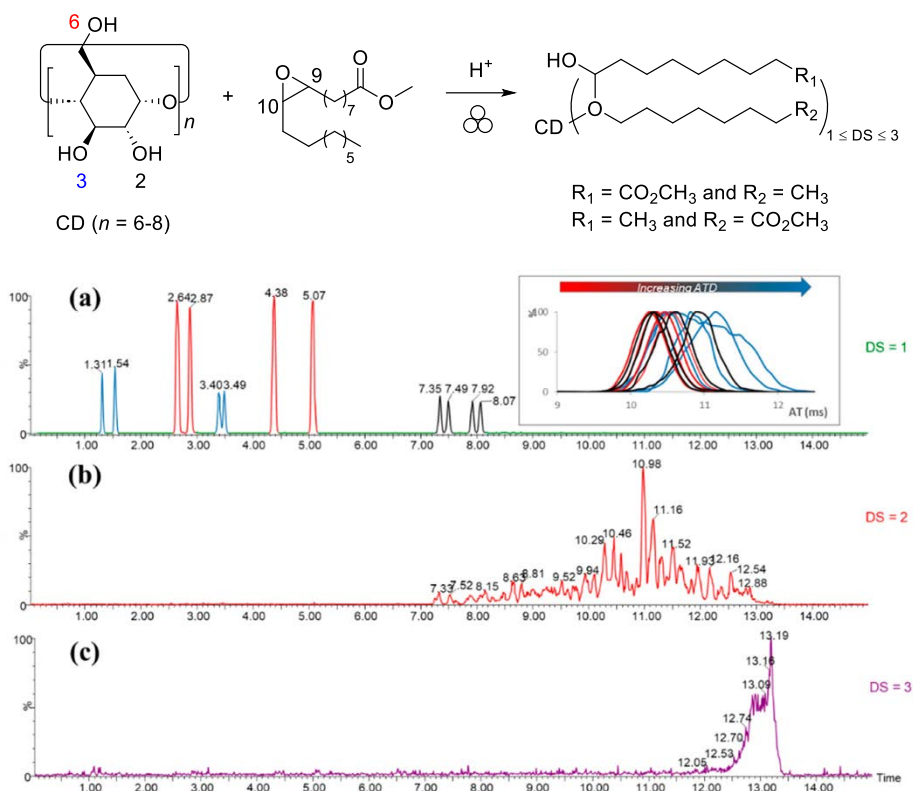 6 OH
O
n
HO OH
3 2
CD (n = 6-8)
+
O 9 O
10 7 O
5
H+
HO
R1
O R2
CD
1 ≤ DS ≤ 3
R1 = CO2CH3 and R2 = CH3
R1 = CH3 and R2 = CO2CH3
(a)
100
%
1.31 1.54 2.64 2.87 3.40 3.49 4.38 5.07 7.35 7.49 7.92 8.07
1.00 2.00 3.00 4.00 5.00 6.00 7.00 8.00 9.00 10.00 11.00 12.00 13.00 14.00
DS = 1
Increasing ATD
%
100
50
0
9 10 11 12
AT (ms)
(b)
100
%
0
7.33 7.52 8.15 8.63 8.81 9.52 9.94 10.29 10.46 10.98 11.16 11.52 11.93 12.16 12.54 12.88
1.00 2.00 3.00 4.00 5.00 6.00 7.00 8.00 9.00 10.00 11.00 12.00 13.00 14.00
DS = 2
(c)
100
%
12.05 12.53 12.70 12.74 13.09 13.16 13.19
1.00 2.00 3.00 4.00 5.00 6.00 7.00 8.00 9.00 10.00 11.00 12.00 13.00 14.00
Time
DS = 3